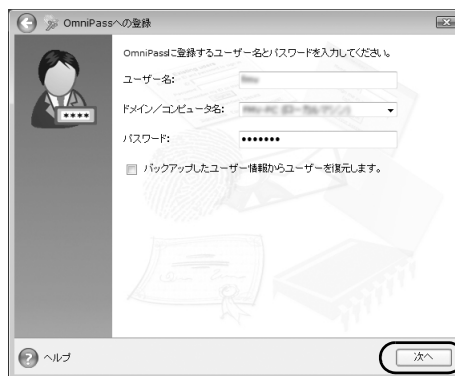 OmniPassへの登録
OmniPassに登録するユーザー名とパスワードを入力してください。
ユーザー名:
ドメイン／コンピュータ名:
パスワード: •••••••
バックアップしたユーザー情報からユーザーを復元します。
****
ヘルプ
次へ